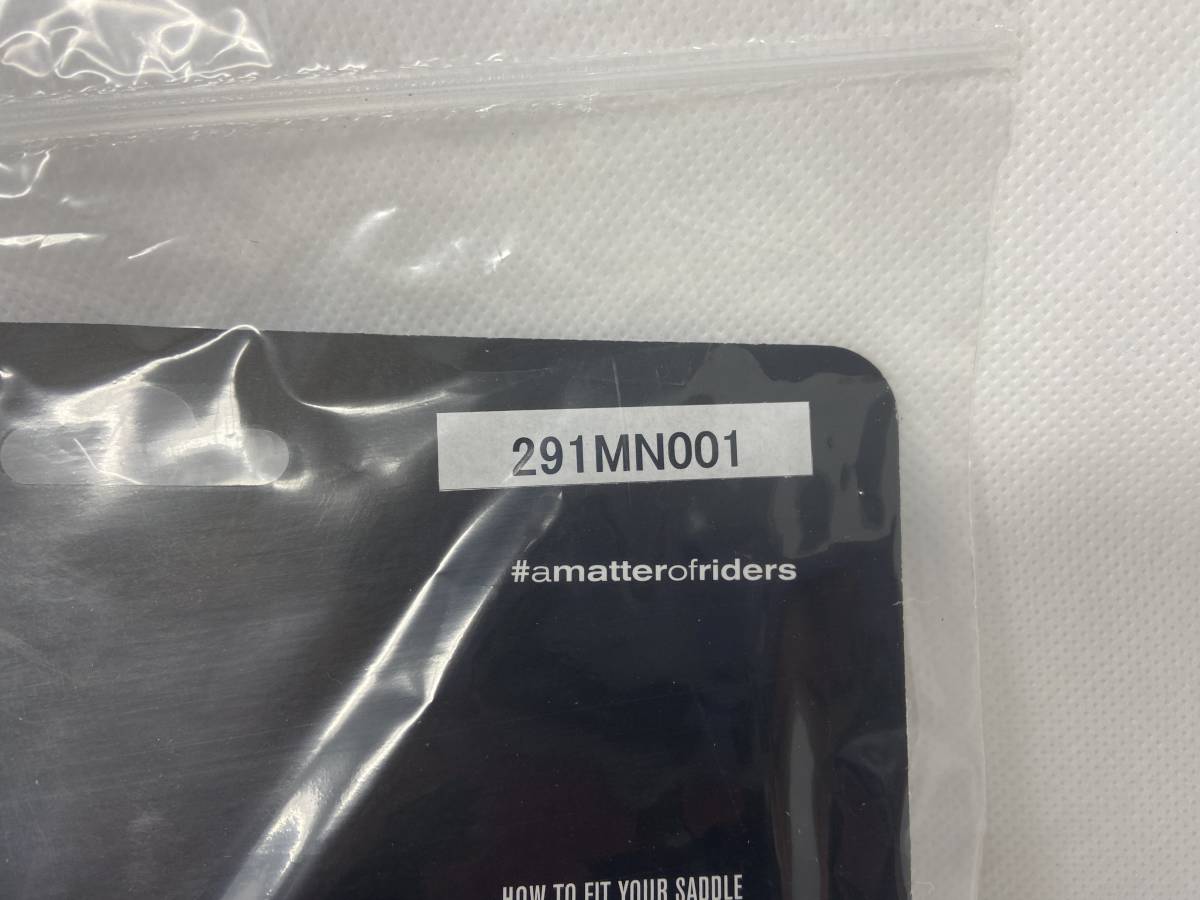 291MN001
#amatterofriders
HOW TO FIT YOUR SADDLE